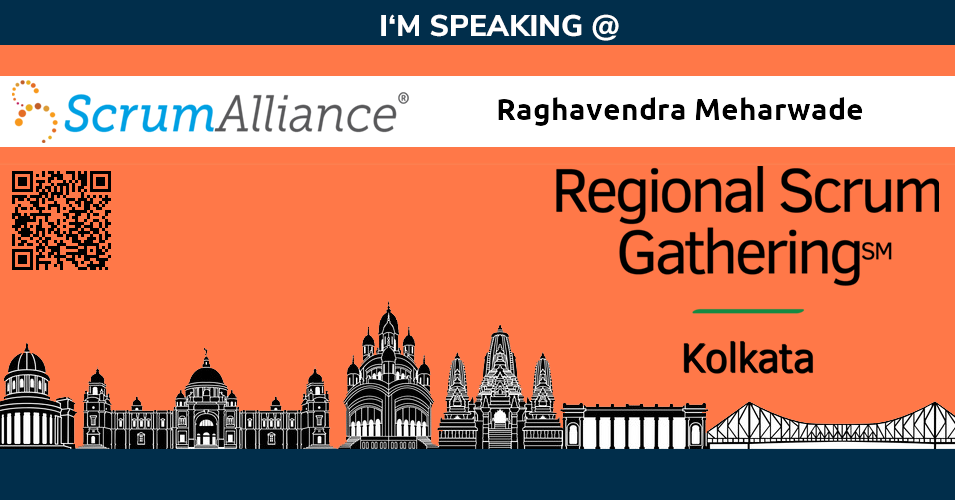 I‘M SPEAKING @
ScrumAlliance®
Raghavendra Meharwade
Regional Scrum
Gathering℠
Kolkata